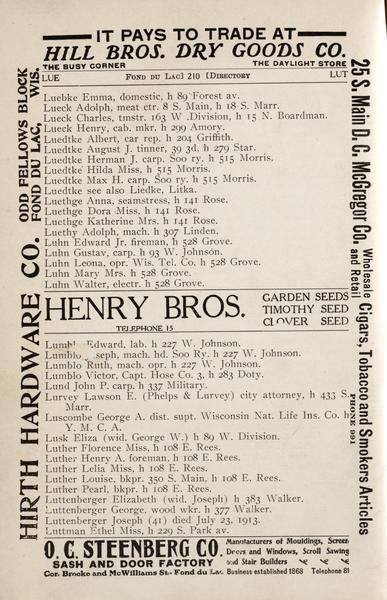 IT PAYS TO TRADE AT
HILL BROS. DRY GOODS CO.
THE BUSY CORNER THE DAYLIGHT STORE
LUE FOND DU LAC] 210 [DIRECTORY LUT
Luebke Emma, domestic, h 89 Forest av.
Lueck Adolph, meat ctr. 8 S. Main, h 18 S. Marr.
Lueck Charles, tmstr. 163 W .Division, h 15 N. Boardman.
Lueck Henry, cab. mkr. h 299 Amory.
Luedtke Albert, car rep. h 204 Griffith.
Luedtke August J. tinner, 39 3d, h 279 Star.
Luedtke Herman J. carp. Soo ry. h 515 Morris.
Luedtke Hilda Miss, h 515 Morris.
Luedtke Max H. carp. Soo ry. h 515 Morris.
Luedtke see also Liedke, Litka.
Luethge Anna, seamstress, h 141 Rose.
Luethge Dora Miss, h 141 Rose.
Luethge Katherine Mrs. h 141 Rose.
Luethy Adolph, mach. h 307 Linden.
Luhn Edward Jr. fireman, h 528 Grove.
Luhn Gustav, carp. h 93 W. Johnson.
Luhn Leona, opr. Wis. Tel. Co. h 528 Grove.
Luhn Mary Mrs. h 528 Grove.
Luhn Walter, electr. h 528 Grove.
HENRY BROS.
TELEPHONE 15
GARDEN SEEDS
TIMOTHY SEED
CLOVER SEED
Edward, lab. h 227 W. Johnson.
mach. hd. Soo Ry. h 227 W. Johnson.
Lumblo Ruth, mach. opr. h 227 W. Johnson.
Lumblo Victor, Capt. Hose Co. 3, h 283 Doty.
Lund John P. carp. h 337 Military.
Lurvey Lawson E. (Phelps & Lurvey) city attorney, h 433 S.
Marr.
Luscombe George A. dist. supt. Wisconsin Nat. Life Ins. Co. h
Y. M. C. A.
Lusk Eliza (wid. George W.) h 89 W. Division.
Luther Florence Miss, h 108 E. Rees.
Luther Henry A. foreman, h 108 E. Rees.
Luther Lelia Miss, h 108 E. Rees.
Luther Louise, bkpr. 350 S. Main, h 108 E. Rees.
Luther Pearl, bkpr. h 108 E. Rees.
Luttenberger Elizabeth (wid. Joseph) h 383 Walker.
Luttenberger George, wood wkr. h 377 Walker.
Luttenberger Joseph (41) died July 23, 1913.
Luttman Ethel Miss, h 229 S. Park av.
O. C. STEENBERG CO.
SASH AND DOOR FACTORY
Cor. Brooke and McWilliams St. Fond du Lac
Manufacturers of Mouldings, Screen
Doors and Windows, Scroll Sawing
and Stair Builders
Business established 1868 Telephone 81
HIRTH HARDWARE CO.
ODD FELLOWS BLOCK
FOND DU LAC, WIS.
25 S. Main D. C. McGregor Co. Wholesale and Retail Cigars, Tobacco and Smokers Articles
PHONE 991